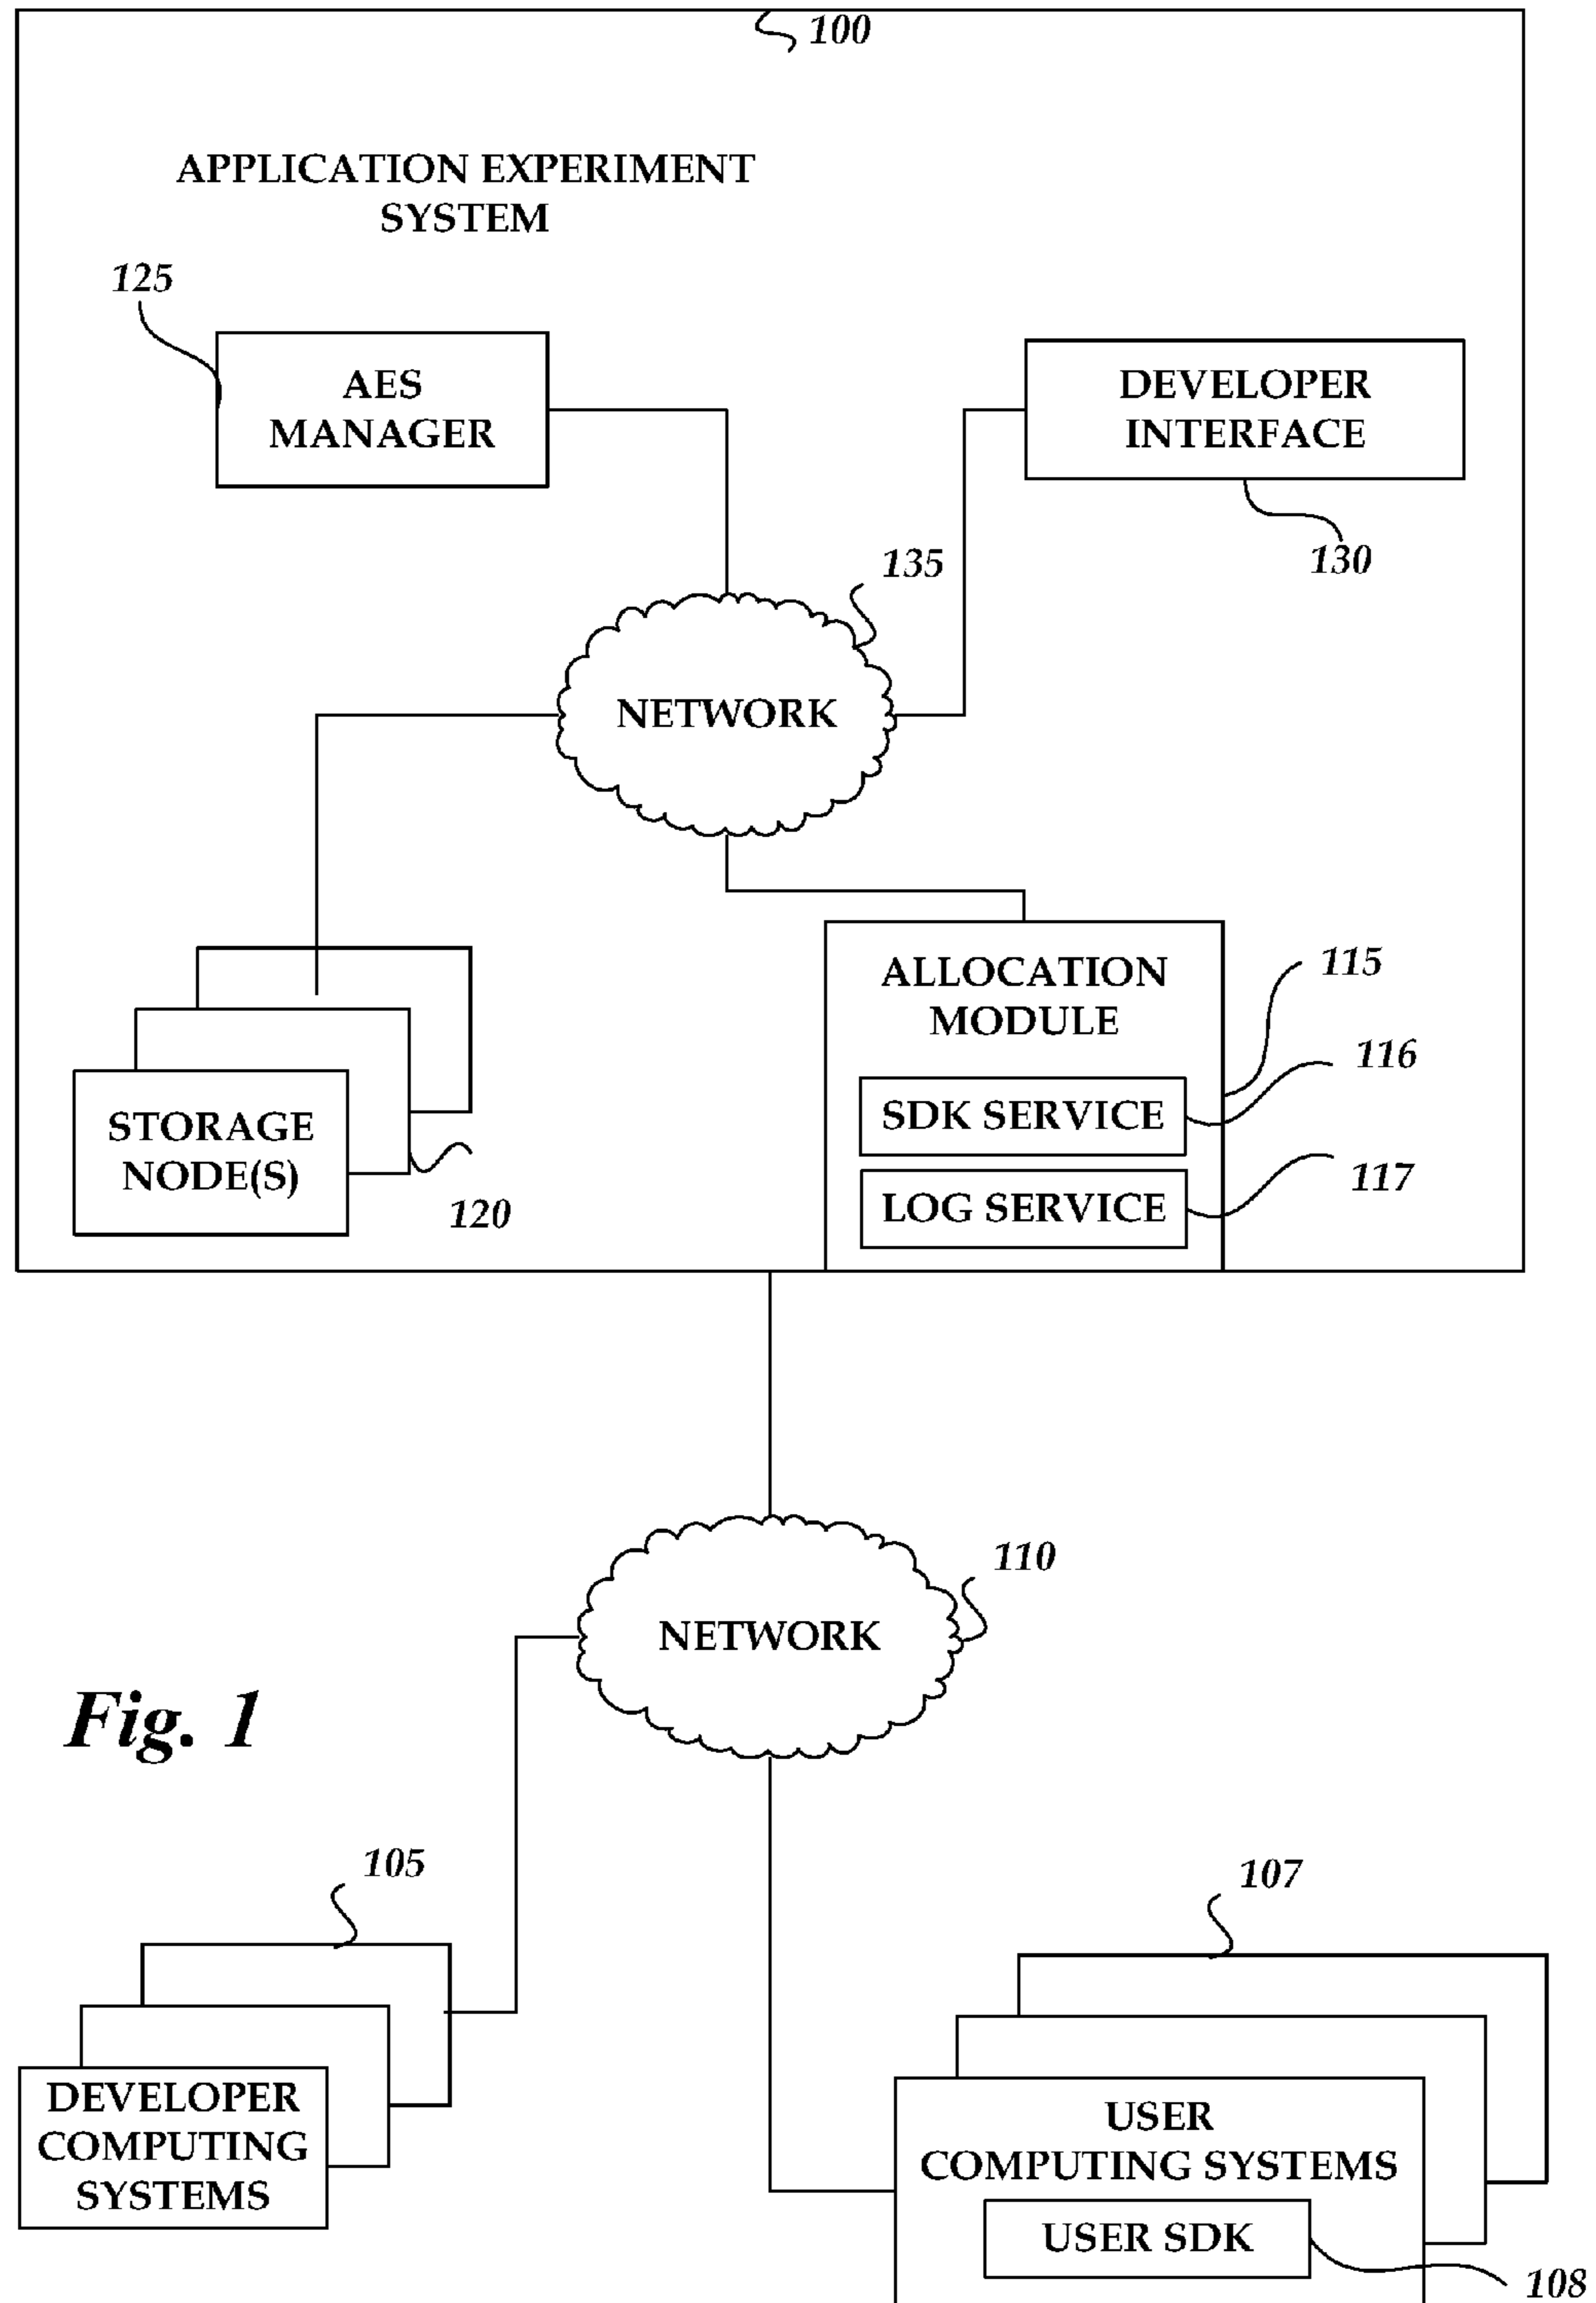 100
APPLICATION EXPERIMENT
SYSTEM
125
AES
MANAGER
DEVELOPER
INTERFACE
130
135
NETWORK
ALLOCATION
MODULE
115
116
SDK SERVICE
117
LOG SERVICE
STORAGE
NODE(S)
120
110
NETWORK
Fig. 1
105
107
DEVELOPER
COMPUTING
SYSTEMS
USER
COMPUTING SYSTEMS
USER SDK
108